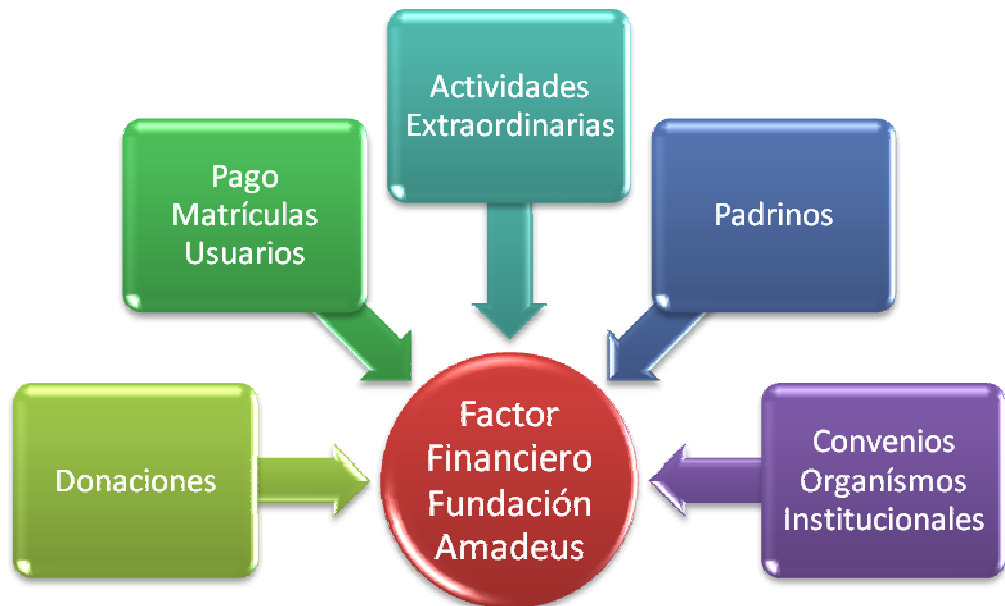 Actividades
Extraordinarias
Pago
Matrículas
Usuarios
Padrinos
Donaciones
Factor
Financiero
Fundación
Amadeus
Convenios
Organísmos
Institucionales